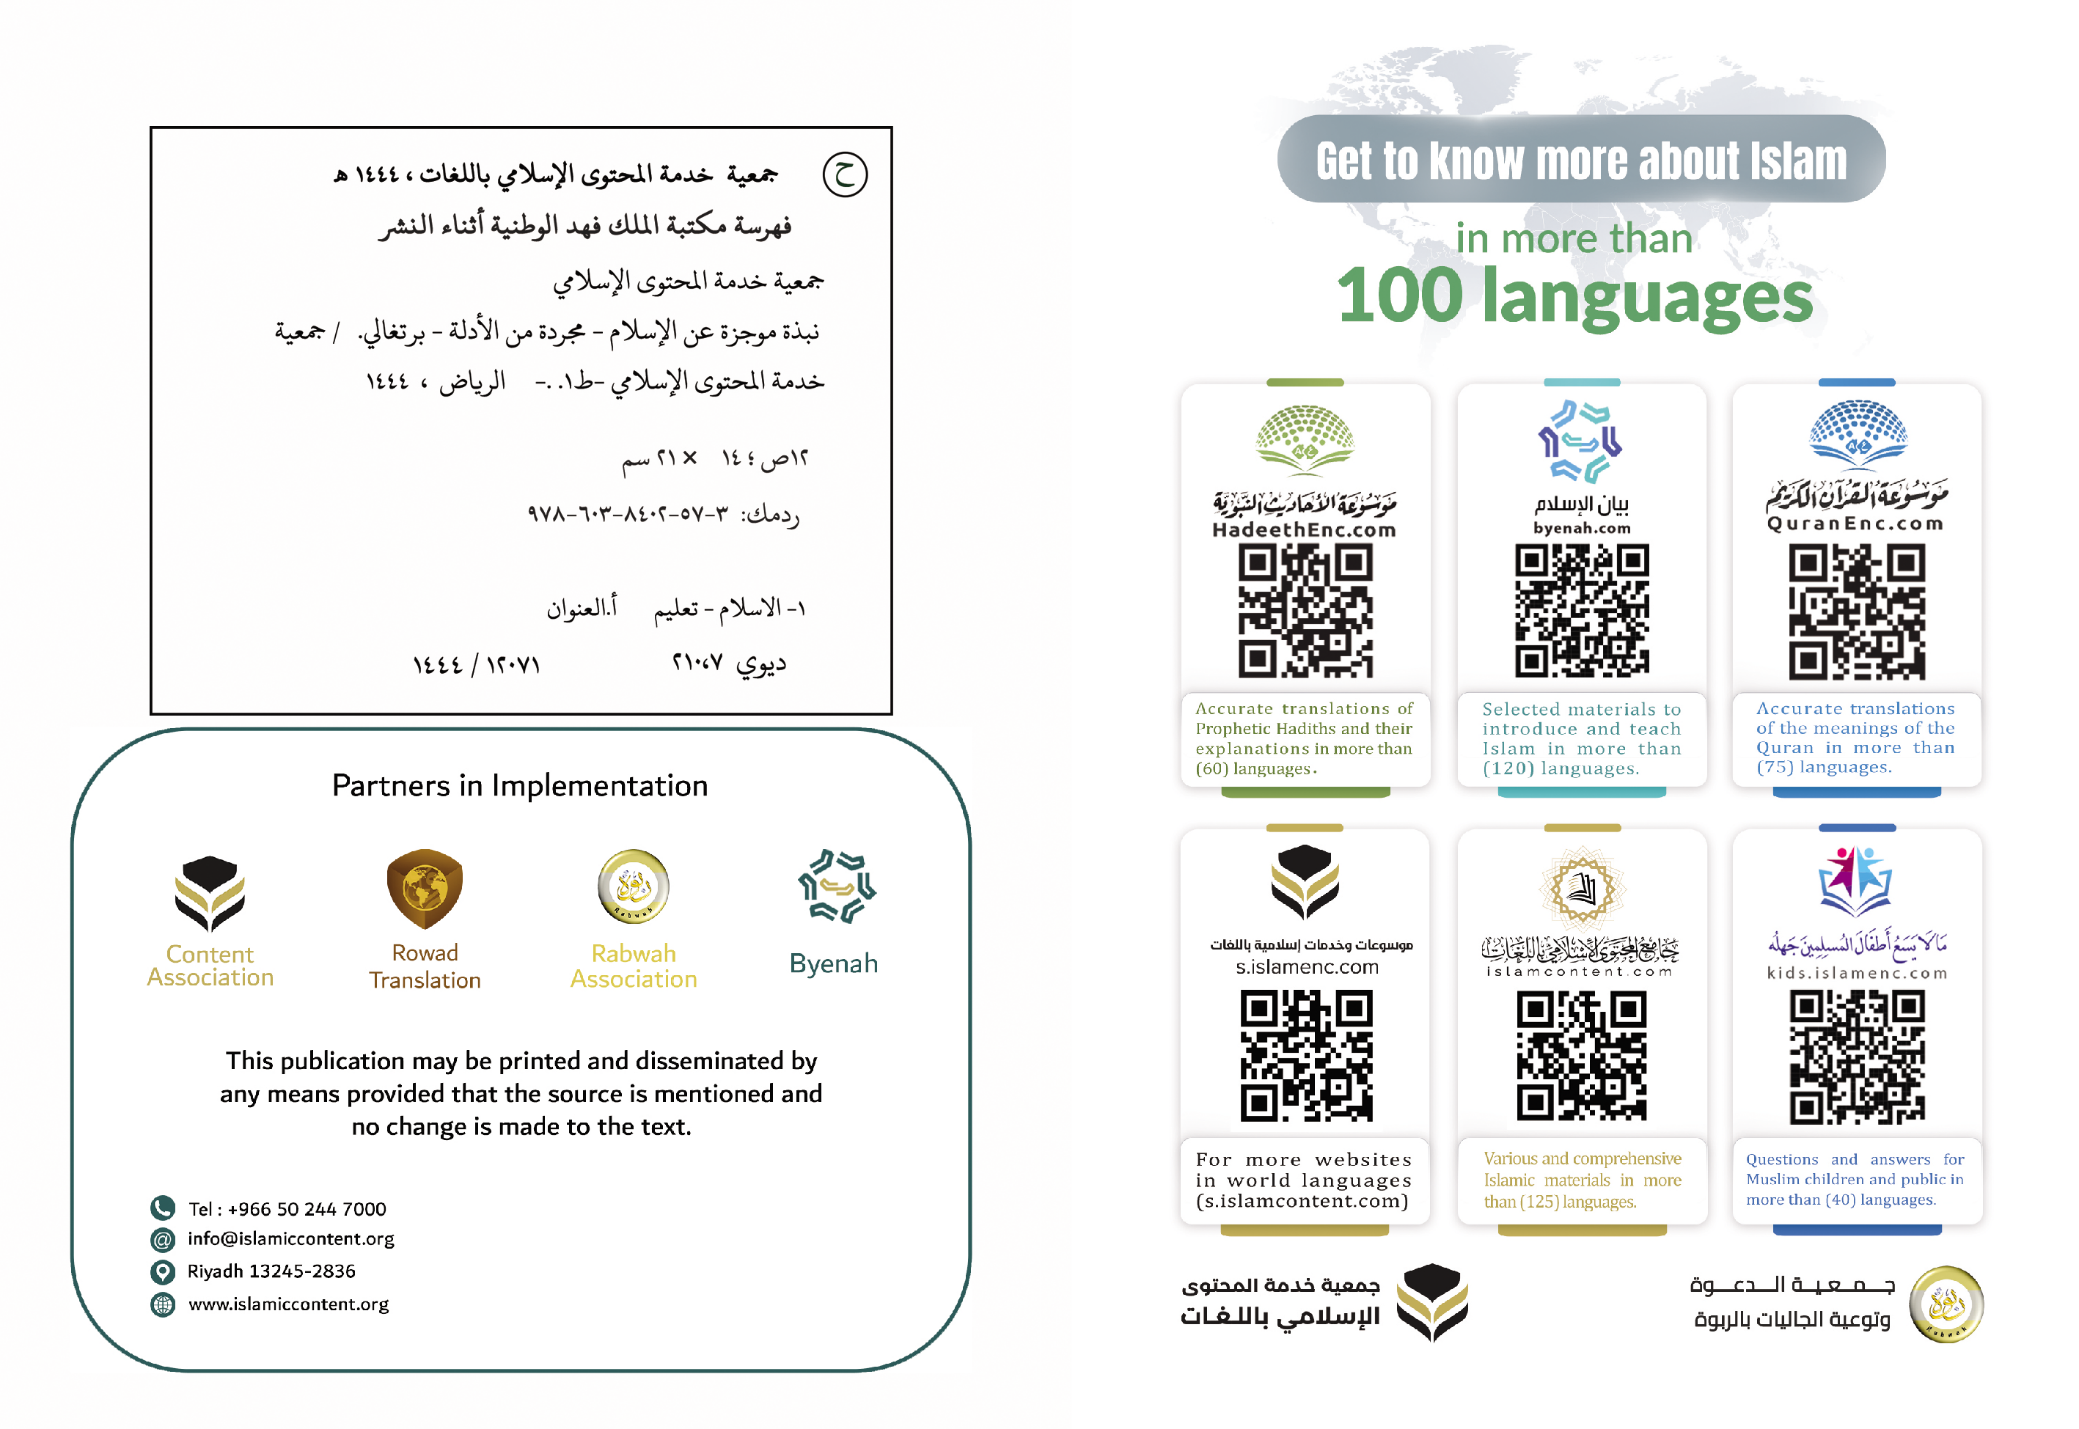 ح
جمعية خدمة المحتوى الإسلامي باللغات ، ١٤٤٤ هـ
فهرسة مكتبة الملك فهد الوطنية أثناء النشر
جمعية خدمة المحتوى الإسلامي
نبذة موجزة عن الإسلام - مجردة من الأدلة - برتغالي. / جمعية
خدمة المحتوى الإسلامي -ط١. .- الرياض ، ١٤٤٤
١٢ص ؛ ١٤ × ٢١ سم
ردمك: ٣-٥٧-٨٤٠٢-٦٠٣-٩٧٨
١- الاسلام - تعليم أ.العنوان
ديوي ٢١٠،٧ ١٢٠٧١ / ١٤٤٤
Partners in Implementation
Content
Association
Rowad
Translation
Rabwah
Rabwah
Association
Byenah
This publication may be printed and disseminated by
any means provided that the source is mentioned and
no change is made to the text.
Tel : +966 50 244 7000
info@islamiccontent.org
Riyadh 13245-2836
www.islamiccontent.org
Get to know more about Islam
in more than
100 languages
موسوعة الأحاديث النبوية
HadeethEnc.com
Accurate translations of
Prophetic Hadiths and their
explanations in more than
(60) languages.
بيان الإسلام
byenah.com
Selected materials to
introduce and teach
Islam in more than
(120) languages.
موسوعة القرآن الكريم
QuranEnc.com
Accurate translations
of the meanings of the
Quran in more than
(75) languages.
موسوعات وخدمات إسلامية باللغات
s.islamenc.com
For more websites
in world languages
(s.islamcontent.com)
جامع المحتوى الإسلامي باللغات
islamcontent.com
Various and comprehensive
Islamic materials in more
than (125) languages.
مَا لَا يَسَعُ أَطْفَالَ المُسلِمِينَ جَهلُه
kids.islamenc.com
Questions and answers for
Muslim children and public in
more than (40) languages.
جمعية خدمة المحتوى
الإسلامي باللغات
جـمـعـيـة الـدعـوة
وتوعية الجاليات بالربوة
Rabwah